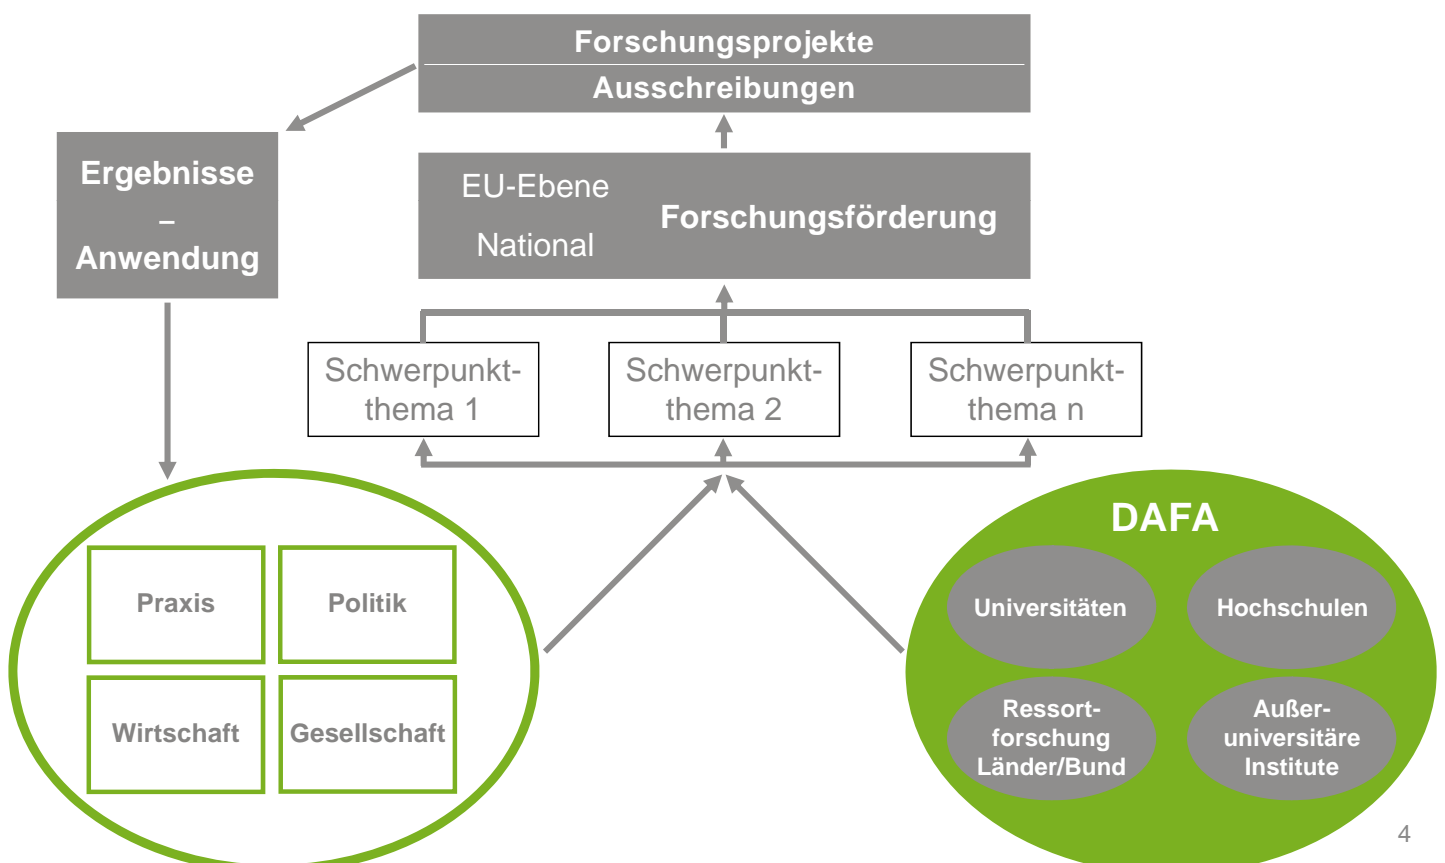 Forschungsprojekte
Ausschreibungen
Ergebnisse
–
Anwendung
EU-Ebene
National
Forschungsförderung
Schwerpunkt-
thema 1
Schwerpunkt-
thema 2
Schwerpunkt-
thema n
Praxis
Politik
Wirtschaft
Gesellschaft
DAFA
Universitäten
Hochschulen
Ressort-
forschung
Länder/Bund
Außer-
universitäre
Institute
4